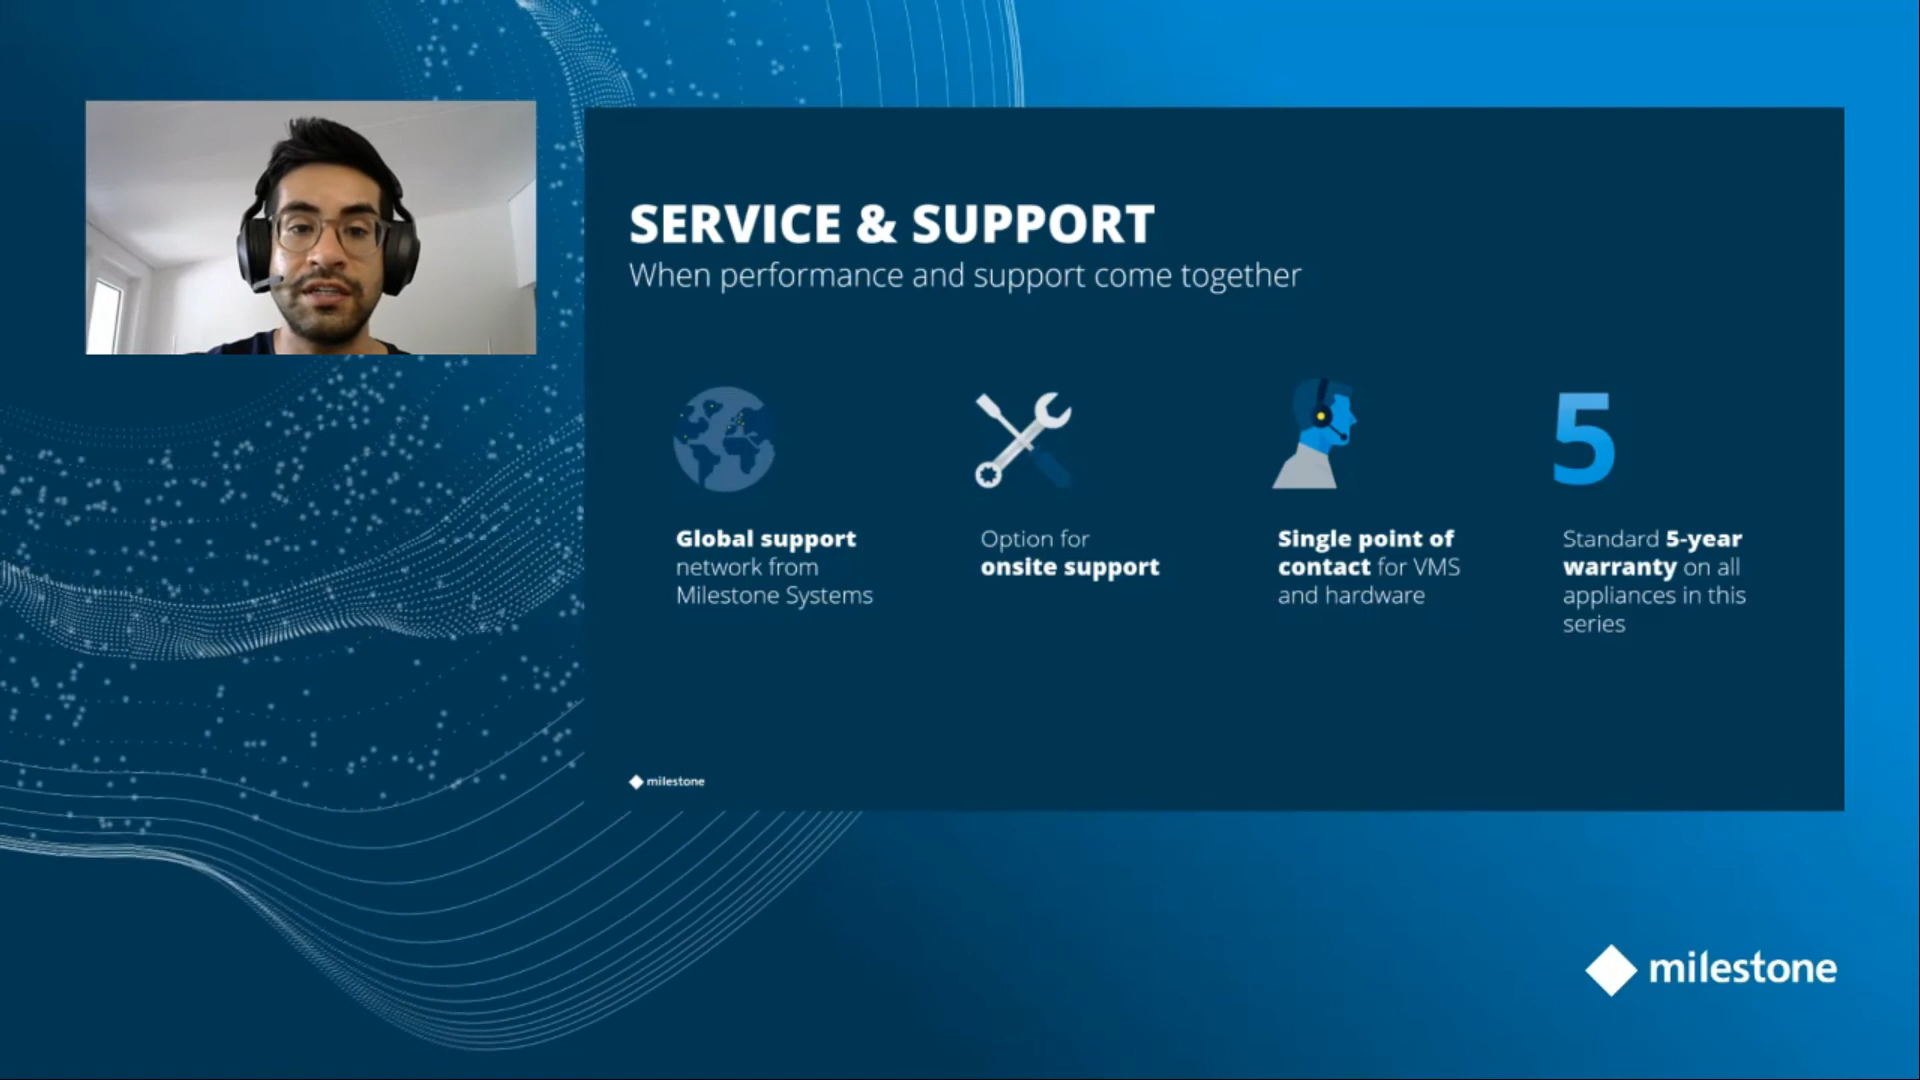 SERVICE & SUPPORT
When performance and support come together
5
Global support
network from
Milestone Systems
Option for
onsite support
Single point of
contact for VMS
and hardware
Standard 5-year
warranty on all
appliances in this
series
milestone
milestone